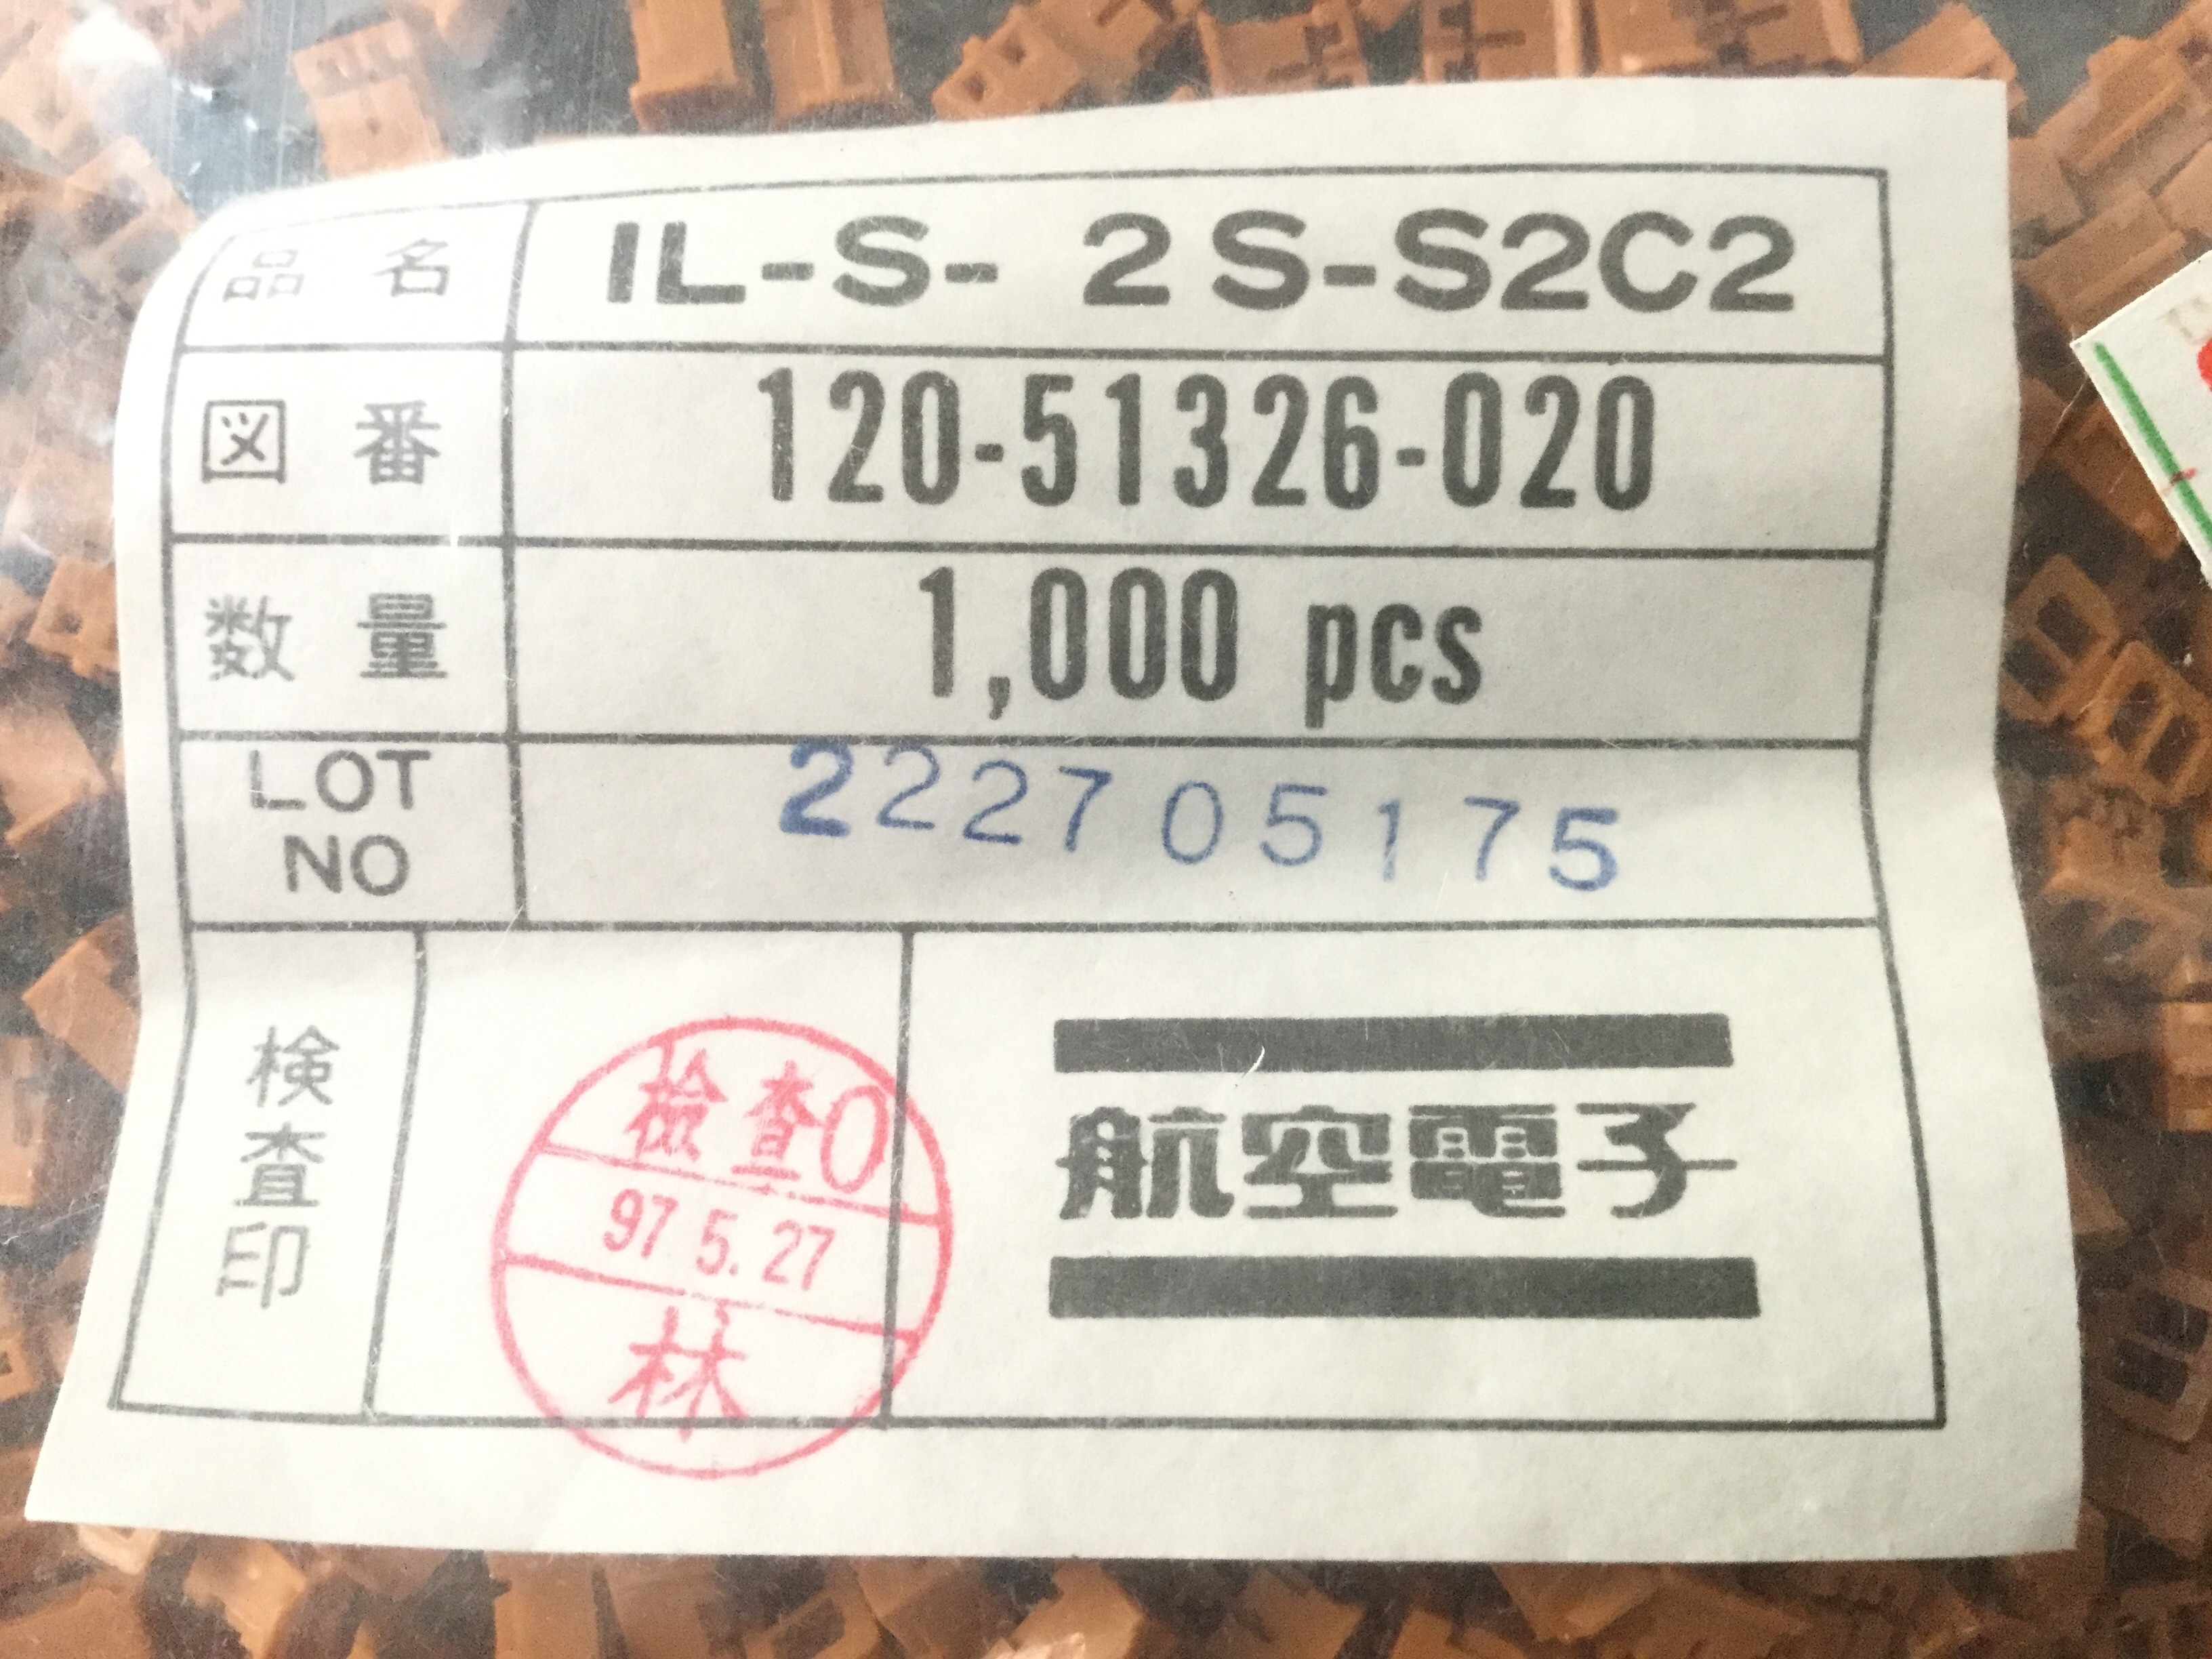 品名 IL-S- 2S-S2C2
図番 120-51326-020
数量 1,000 pcs
LOT NO 222705175
検査印
檢査0
97 5.27
林
航空電子